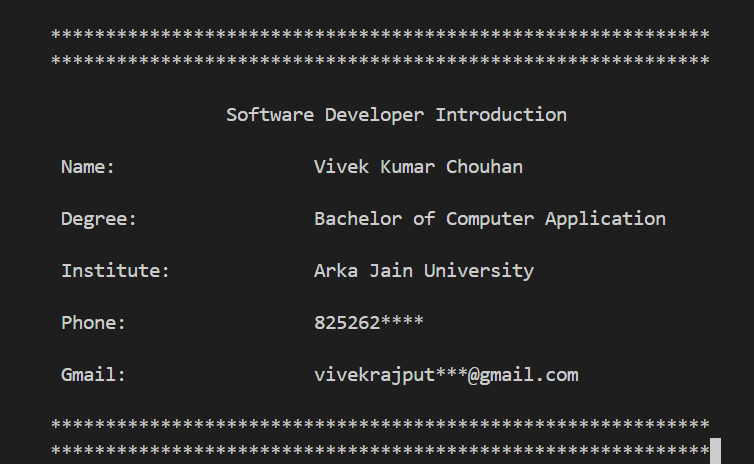 ************************************************************
************************************************************
Software Developer Introduction
Name: Vivek Kumar Chouhan
Degree: Bachelor of Computer Application
Institute: Arka Jain University
Phone: 825262****
Gmail: vivekrajput***@gmail.com
************************************************************
************************************************************